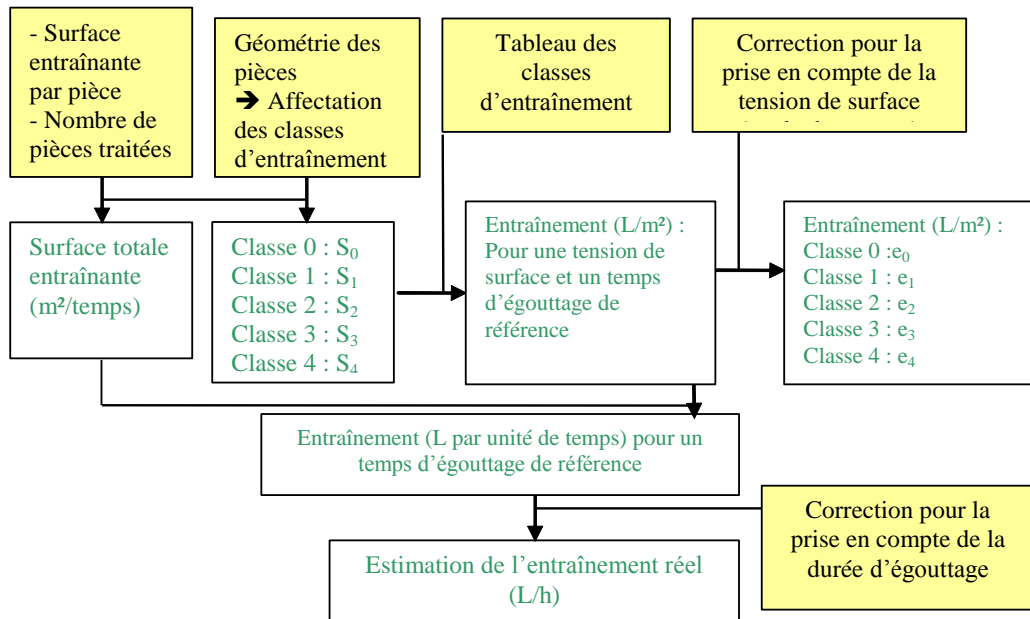 - Surface
entraînante
par pièce
- Nombre de
pièces traitées
Géométrie des
pièces
➔ Affectation
des classes
d’entraînement
Tableau des
classes
d’entraînement
Correction pour la
prise en compte de la
tension de surface
Surface totale
entraînante
(m²/temps)
Classe 0 : S₀
Classe 1 : S₁
Classe 2 : S₂
Classe 3 : S₃
Classe 4 : S₄
Entraînement (L/m²) :
Pour une tension de
surface et un temps
d’égouttage de
référence
Entraînement (L/m²) :
Classe 0 :e₀
Classe 1 : e₁
Classe 2 : e₂
Classe 3 : e₃
Classe 4 : e₄
Entraînement (L par unité de temps) pour un
temps d’égouttage de référence
Correction pour la
prise en compte de la
durée d’égouttage
Estimation de l’entraînement réel
(L/h)